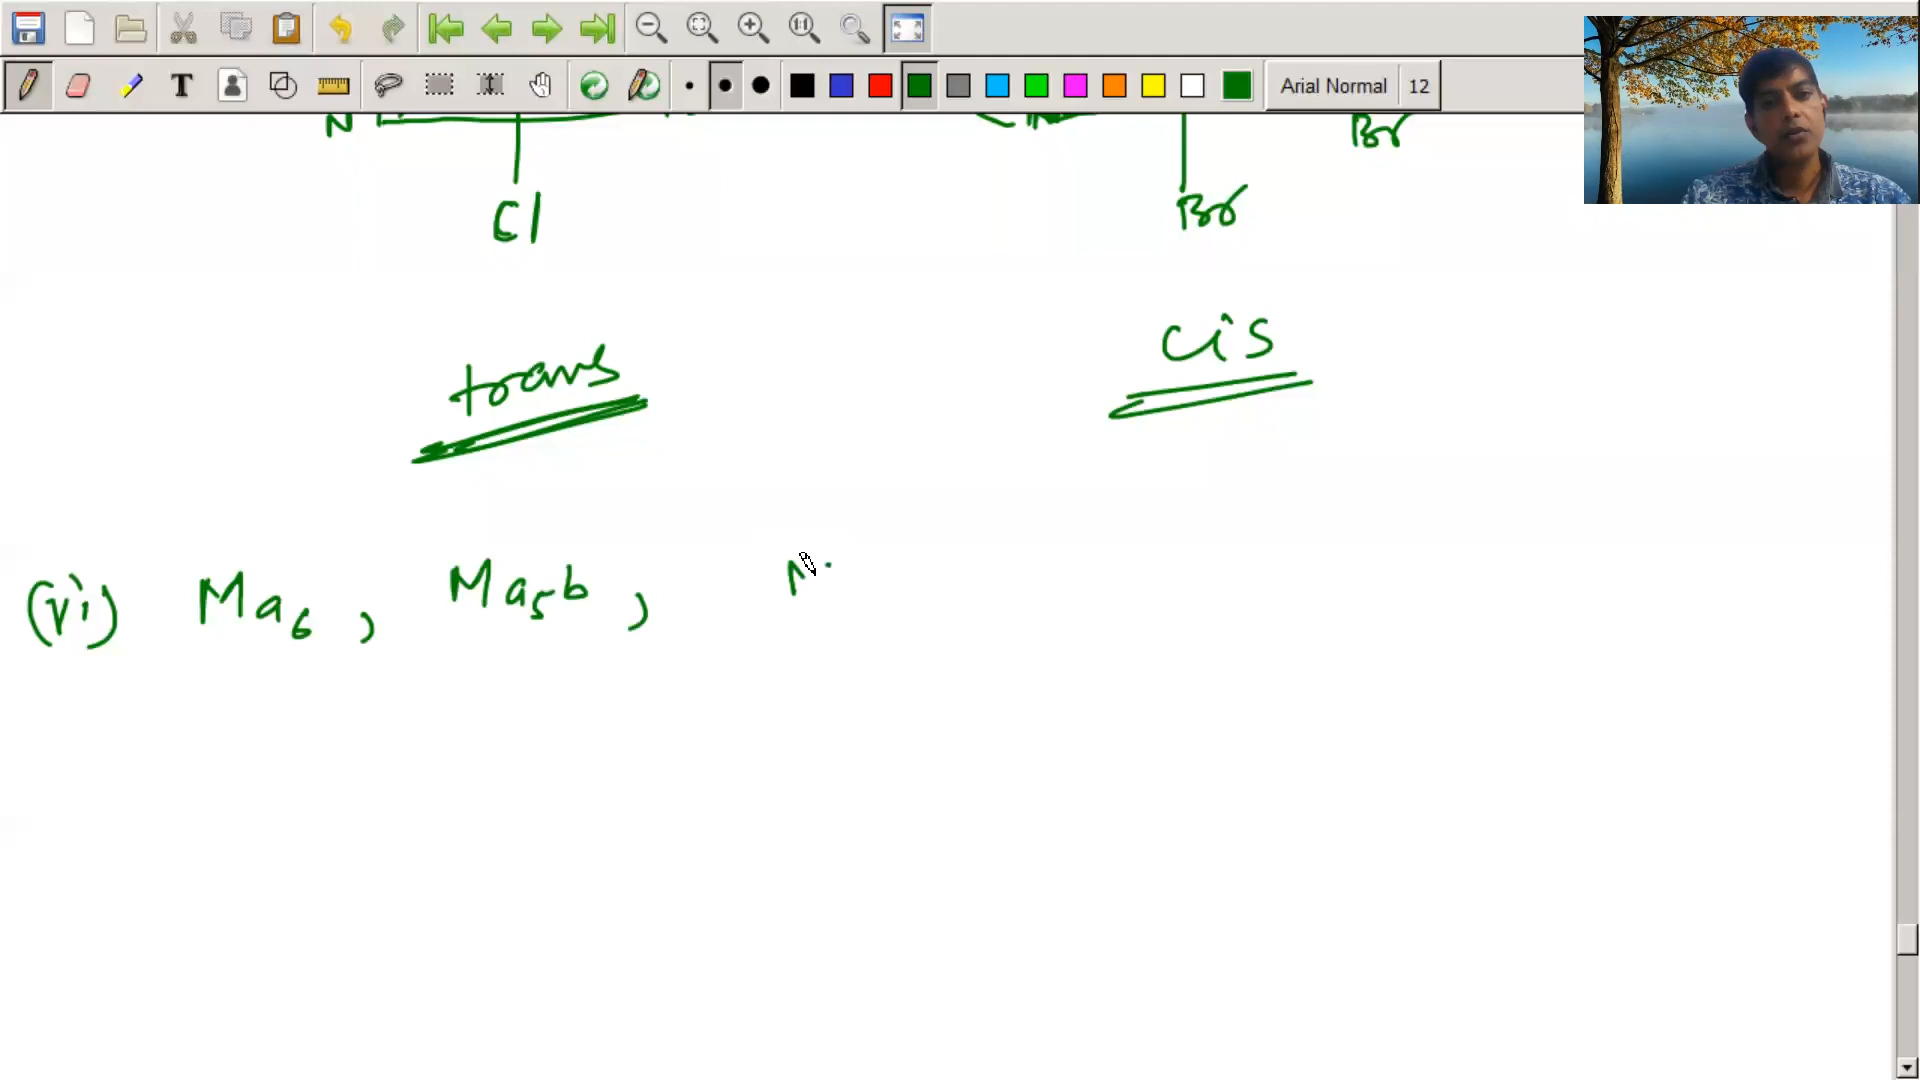 Arial Normal 12
N
Br
Cl
Br
cis
trans
(vi) Ma₆ , Ma₅b ,